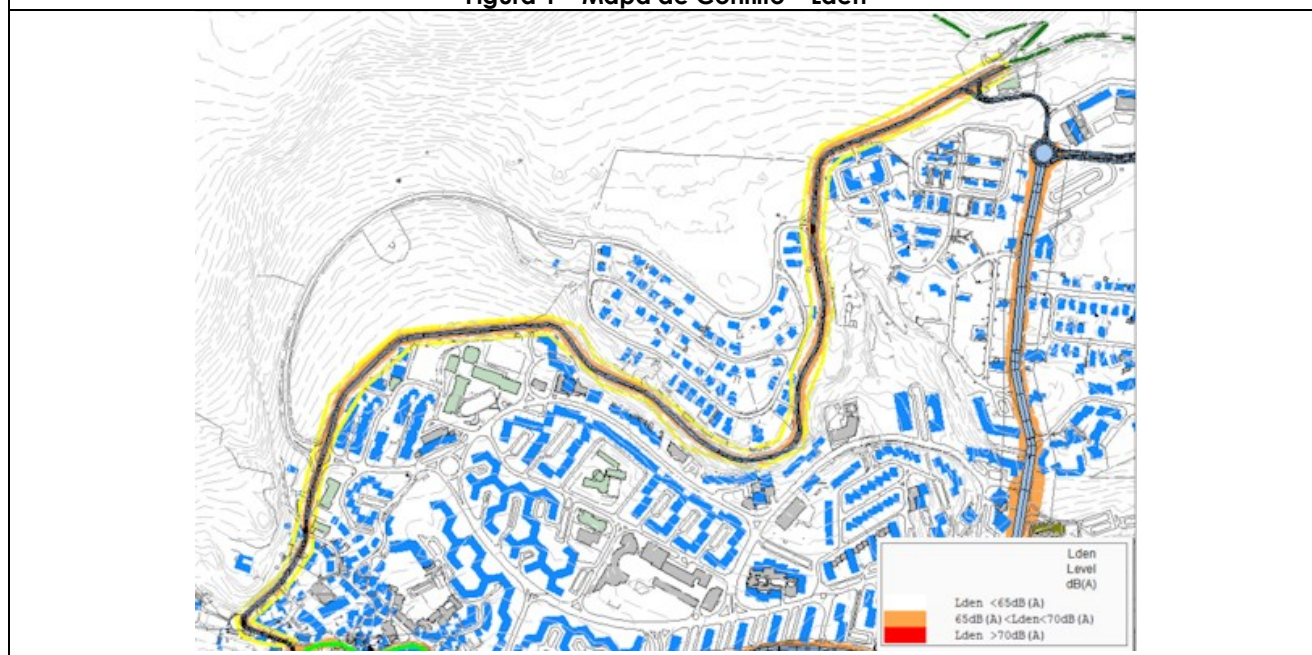 Figura 1 – Mapa de Conflito – Lden
Lden
Level
dB(A)
Lden <65dB(A)
65dB(A)<Lden<70dB(A)
Lden >70dB(A)